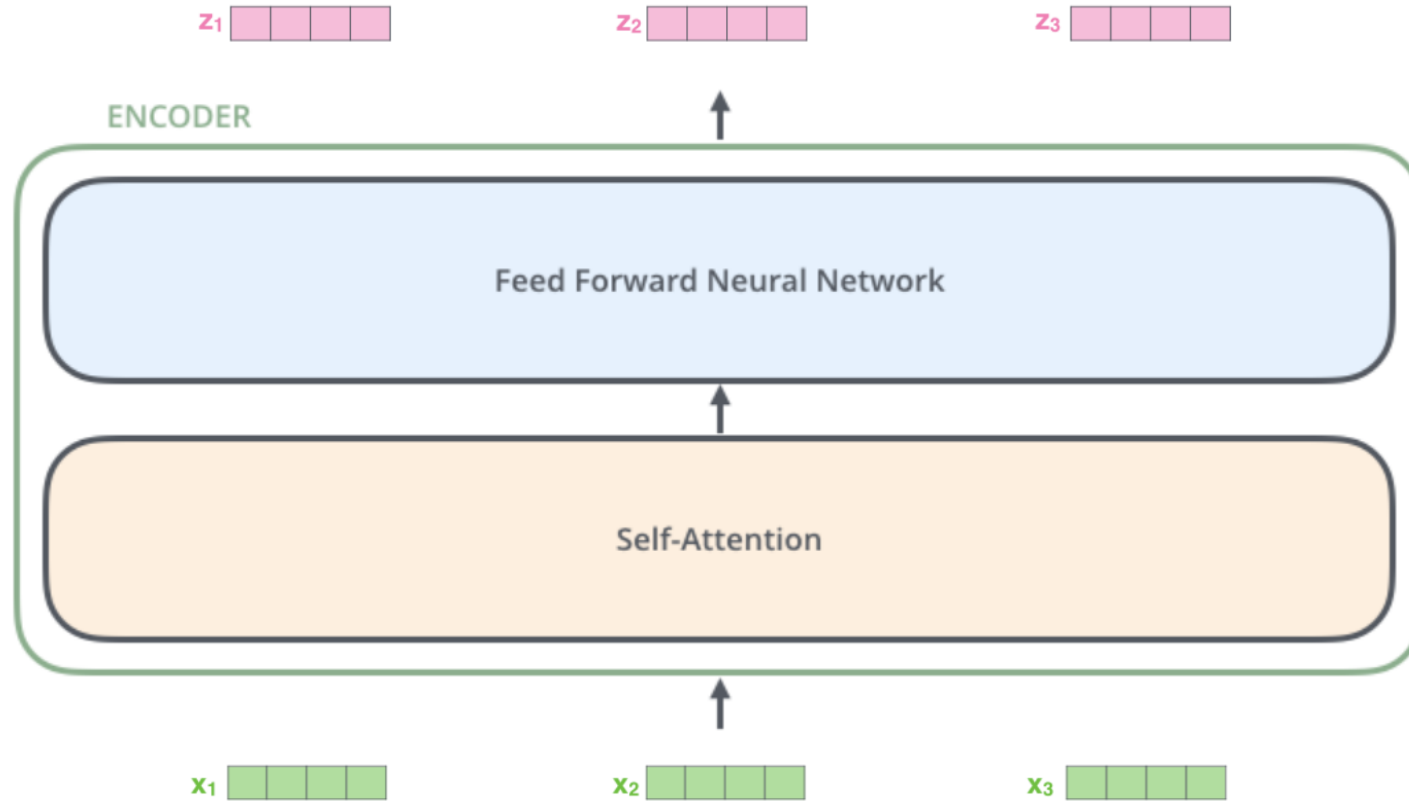 z₁ z₂ z₃
ENCODER
Feed Forward Neural Network
Self-Attention
x₁ x₂ x₃